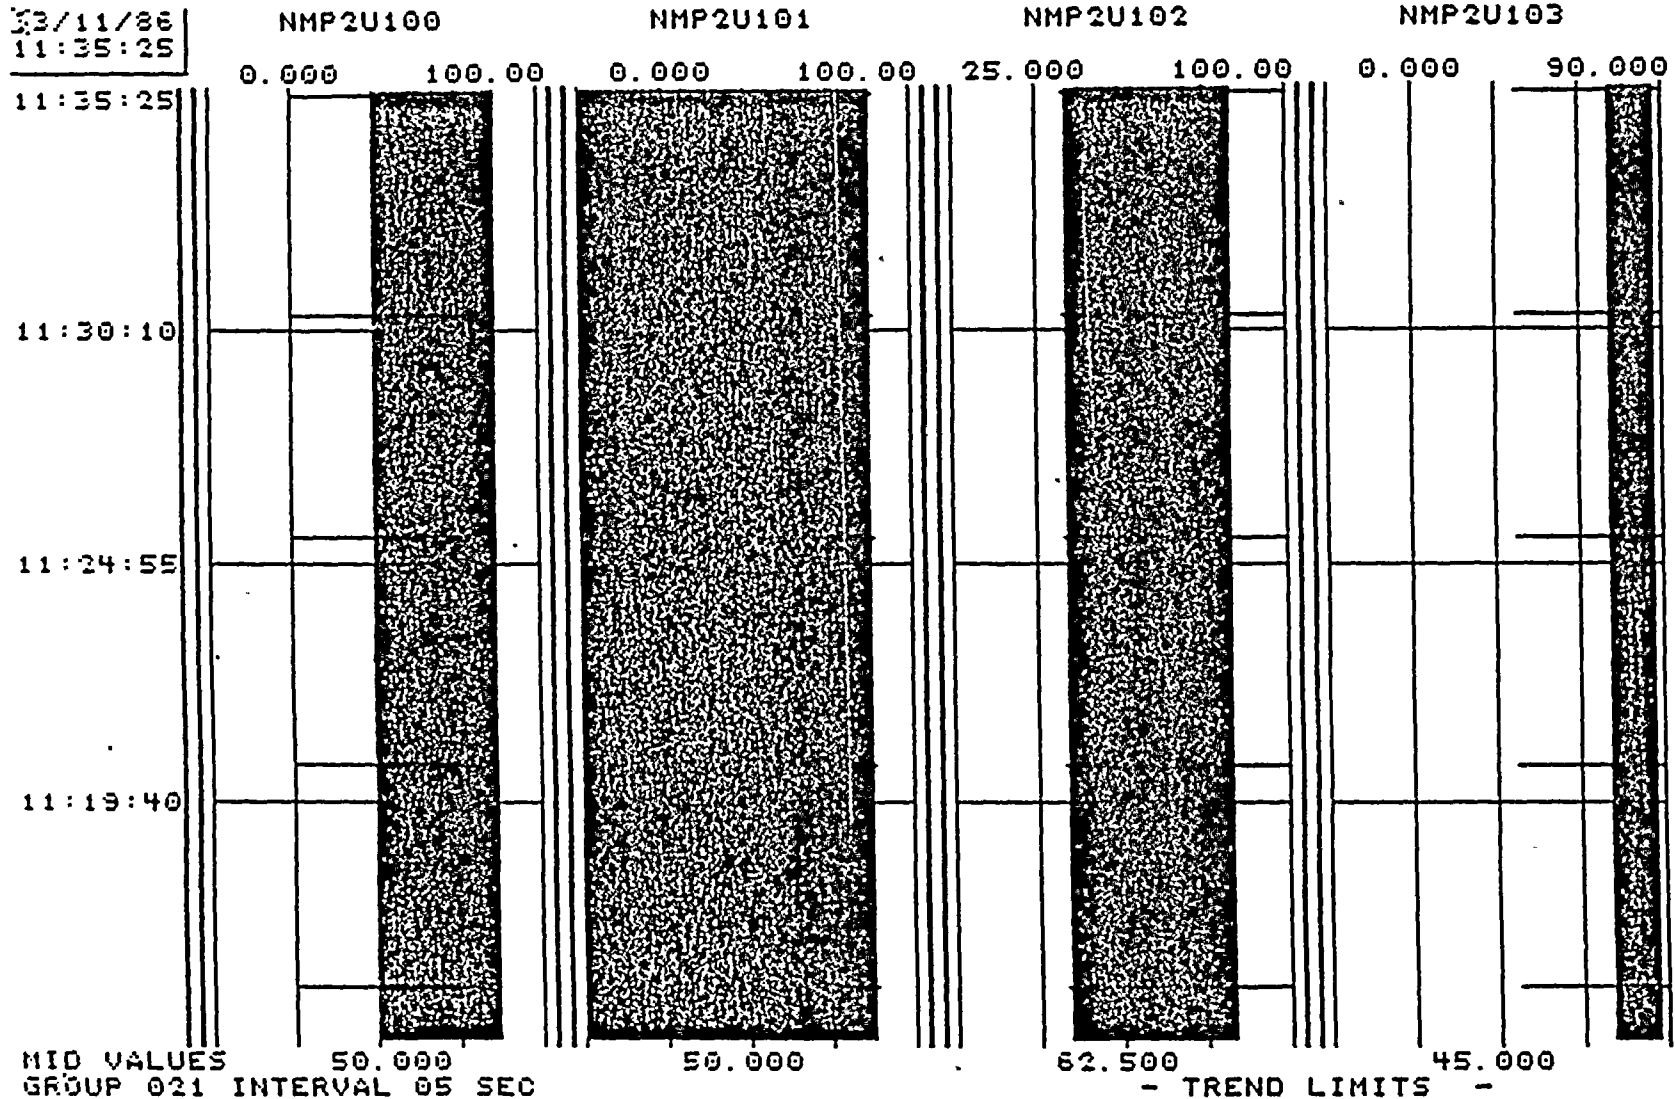 /11/86 NMP2U100 NMP2U101 NMP2U102 NMP2U103
11:35:25
0.000 100.00 0.000 100.00 25.000 100.00 0.000 90.000
11:35:25
11:30:10
11:24:55
11:19:40
MID VALUES 50.000 50.000 62.500 45.000
GROUP 021 INTERVAL 05 SEC - TREND LIMITS -